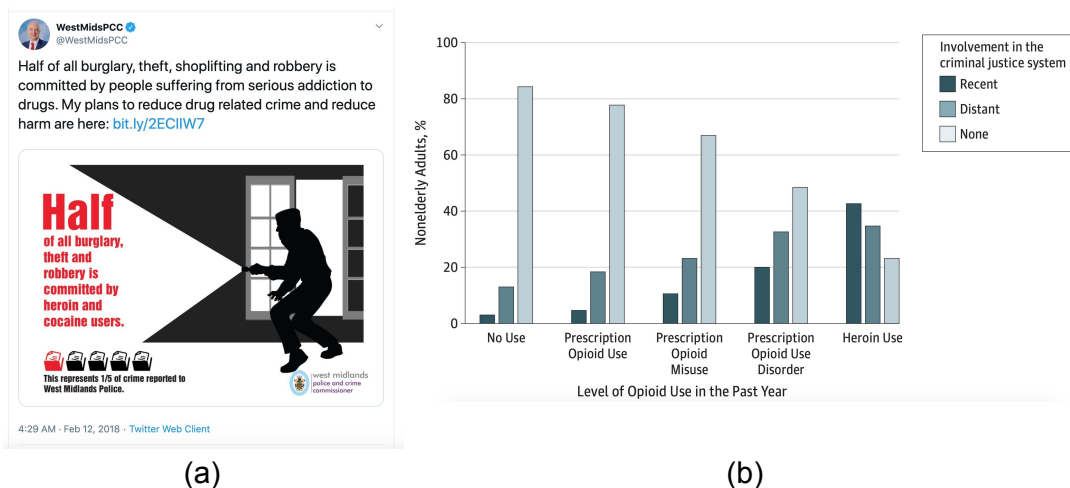 WestMidsPCC
@WestMidsPCC
Half of all burglary, theft, shoplifting and robbery is
committed by people suffering from serious addiction to
drugs. My plans to reduce drug related crime and reduce
harm are here: bit.ly/2ECIIW7
Half
of all burglary,
theft and
robbery is
committed by
heroin and
cocaine users.
This represents 1/5 of crime reported to
West Midlands Police.
west midlands
police and crime
commissioner
4:29 AM · Feb 12, 2018 · Twitter Web Client
(a)
Nonelderly Adults, %
100
80
60
40
20
0
No Use
Prescription
Opioid Use
Prescription
Opioid
Misuse
Prescription
Opioid Use
Disorder
Heroin Use
Level of Opioid Use in the Past Year
Involvement in the
criminal justice system
Recent
Distant
None
(b)